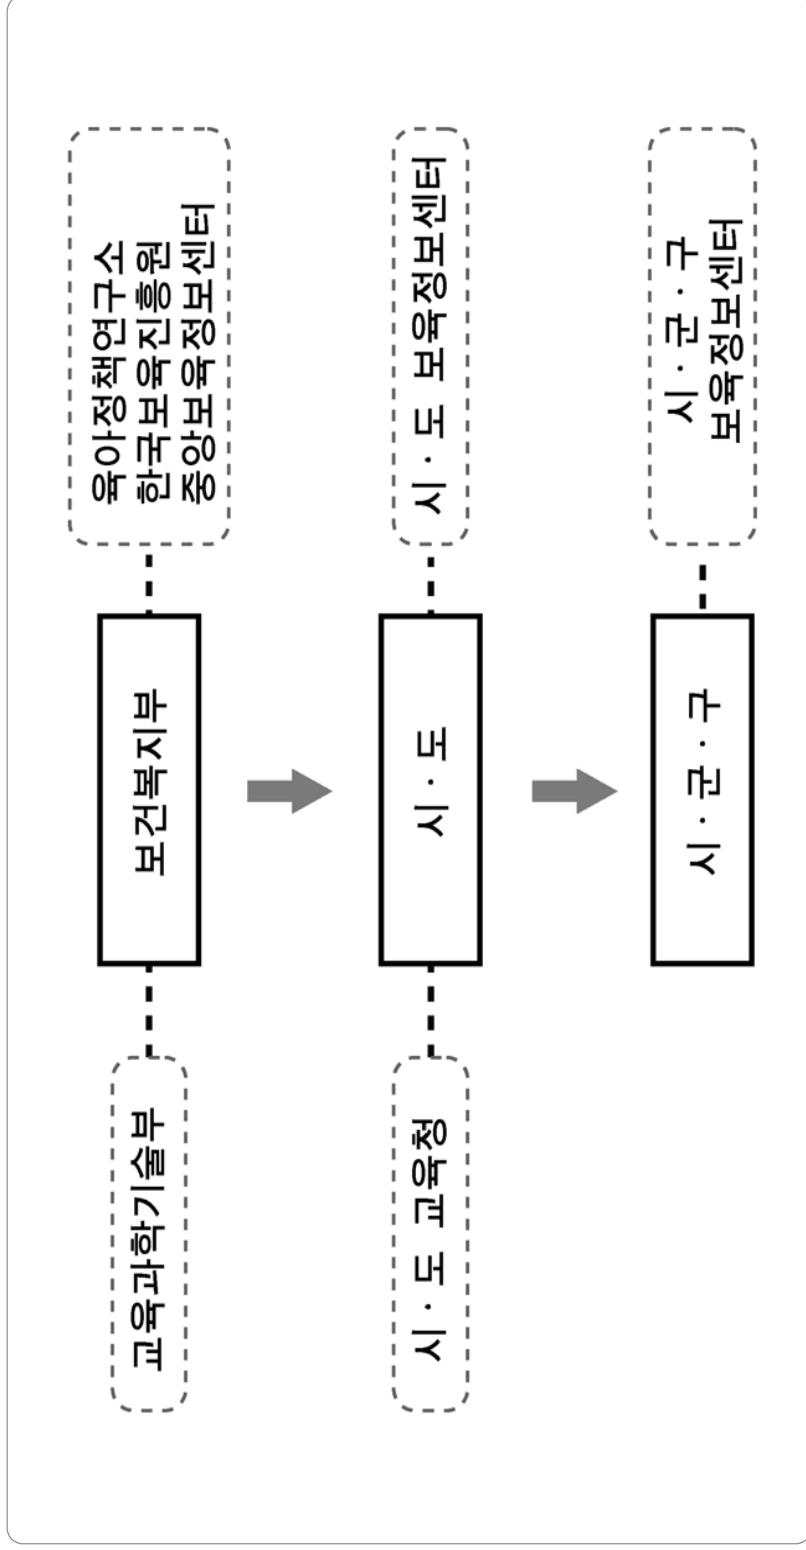 교육과학기술부
보건복지부
육아정책연구소
한국보육진흥원
중앙보육정보센터
시 · 도 교육청
시 · 도
시 · 도 보육정보센터
시 · 군 · 구
시 · 군 · 구
보육정보센터